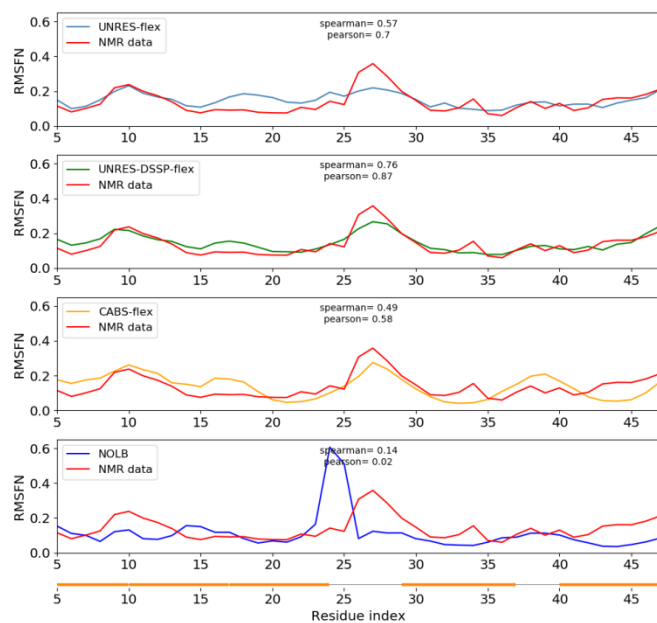 0.6
0.4
0.2
0.0
RMSFN
UNRES-flex
NMR data
spearman= 0.57
pearson= 0.7
5 10 15 20 25 30 35 40 45
0.6
0.4
0.2
0.0
RMSFN
UNRES-DSSP-flex
NMR data
spearman= 0.76
pearson= 0.87
5 10 15 20 25 30 35 40 45
0.6
0.4
0.2
0.0
RMSFN
CABS-flex
NMR data
spearman= 0.49
pearson= 0.58
5 10 15 20 25 30 35 40 45
0.6
0.4
0.2
0.0
RMSFN
NOLB
NMR data
spearman= 0.14
pearson= 0.02
5 10 15 20 25 30 35 40 45
Residue index